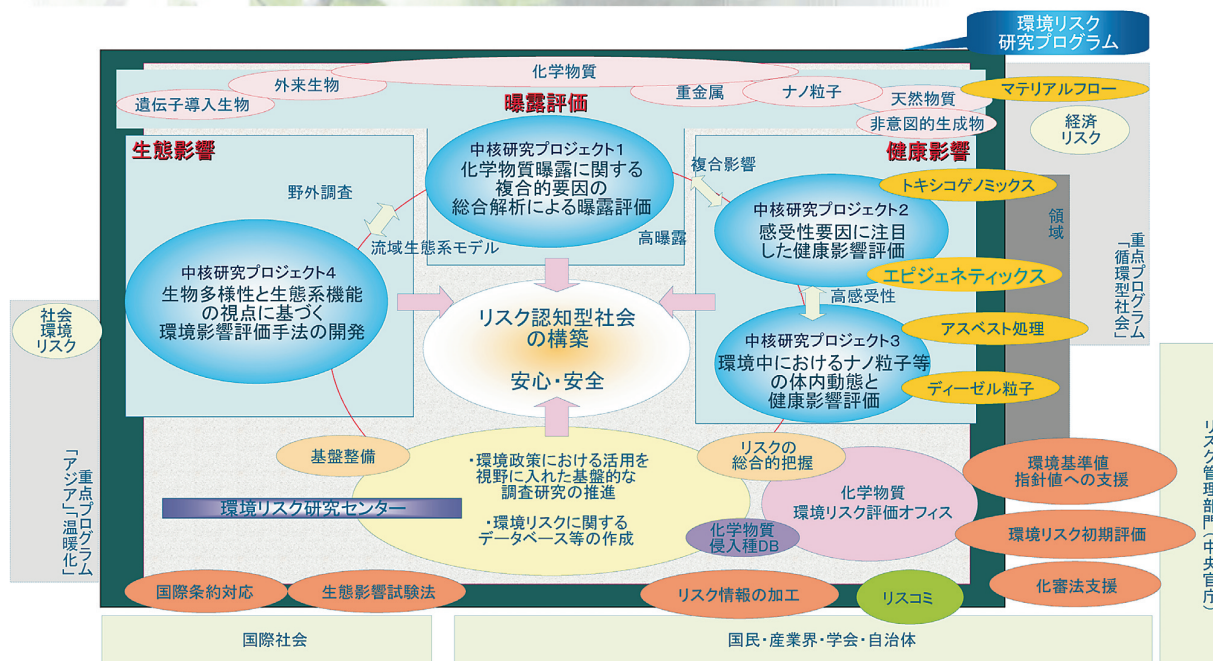 環境リスク
研究プログラム
化学物質
外来生物
遺伝子導入生物
重金属
ナノ粒子
天然物質
非意図的生成物
マテリアルフロー
経済
リスク
曝露評価
生態影響
健康影響
中核研究プロジェクト1
化学物質曝露に関する
複合的要因の
総合解析による曝露評価
複合影響
野外調査
流域生態系モデル
高曝露
トキシコゲノミックス
中核研究プロジェクト2
感受性要因に注目
した健康影響評価
エピジェネティックス
領域
重点プログラム
「循環型社会」
中核研究プロジェクト4
生物多様性と生態系機能
の視点に基づく
環境影響評価手法の開発
リスク認知型社会
の構築
安心・安全
高感受性
アスベスト処理
中核研究プロジェクト3
環境中におけるナノ粒子等
の体内動態と
健康影響評価
ディーゼル粒子
社会
環境
リスク
重点プログラム
「アジア」「温暖化」
基盤整備
・環境政策における活用を
視野に入れた基盤的な
調査研究の推進
・環境リスクに関する
データベース等の作成
リスクの
総合的把握
環境リスク研究センター
化学物質
環境リスク評価オフィス
化学物質
侵入種DB
環境基準値
指針値への支援
環境リスク初期評価
化審法支援
リスク管理部門(中央官庁)
国際条約対応
生態影響試験法
リスク情報の加工
リスコミ
国際社会
国民・産業界・学会・自治体